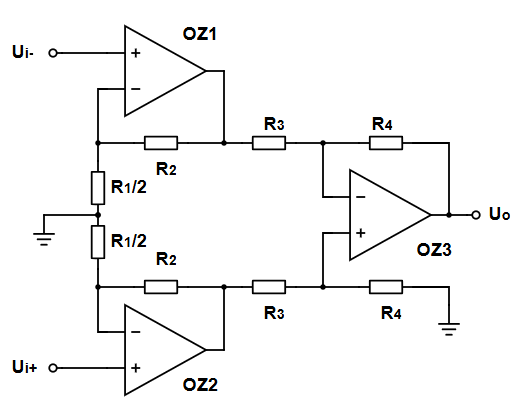 OZ1
Ui-
+
−
R3
R4
R2
R1/2
−
Uo
+
R1/2
OZ3
R2
−
R3
R4
Ui+
+
OZ2